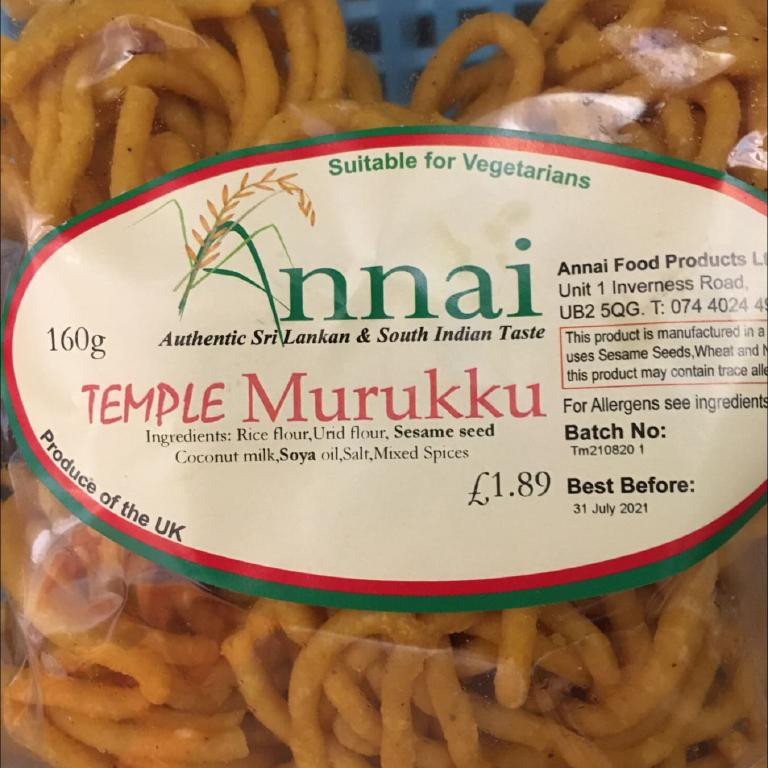 Suitable for Vegetarians
Annai
Authentic Sri Lankan & South Indian Taste
160g
TEMPLE Murukku
Ingredients: Rice flour,Urid flour, Sesame seed
Coconut milk,Soya oil,Salt,Mixed Spices
£1.89
Produce of the UK
Annai Food Products
Unit 1 Inverness Road,
UB2 5QG. T: 074 4024
This product is manufactured in a
uses Sesame Seeds,Wheat and
this product may contain trace
For Allergens see ingredients
Batch No:
Tm210820 1
Best Before:
31 July 2021